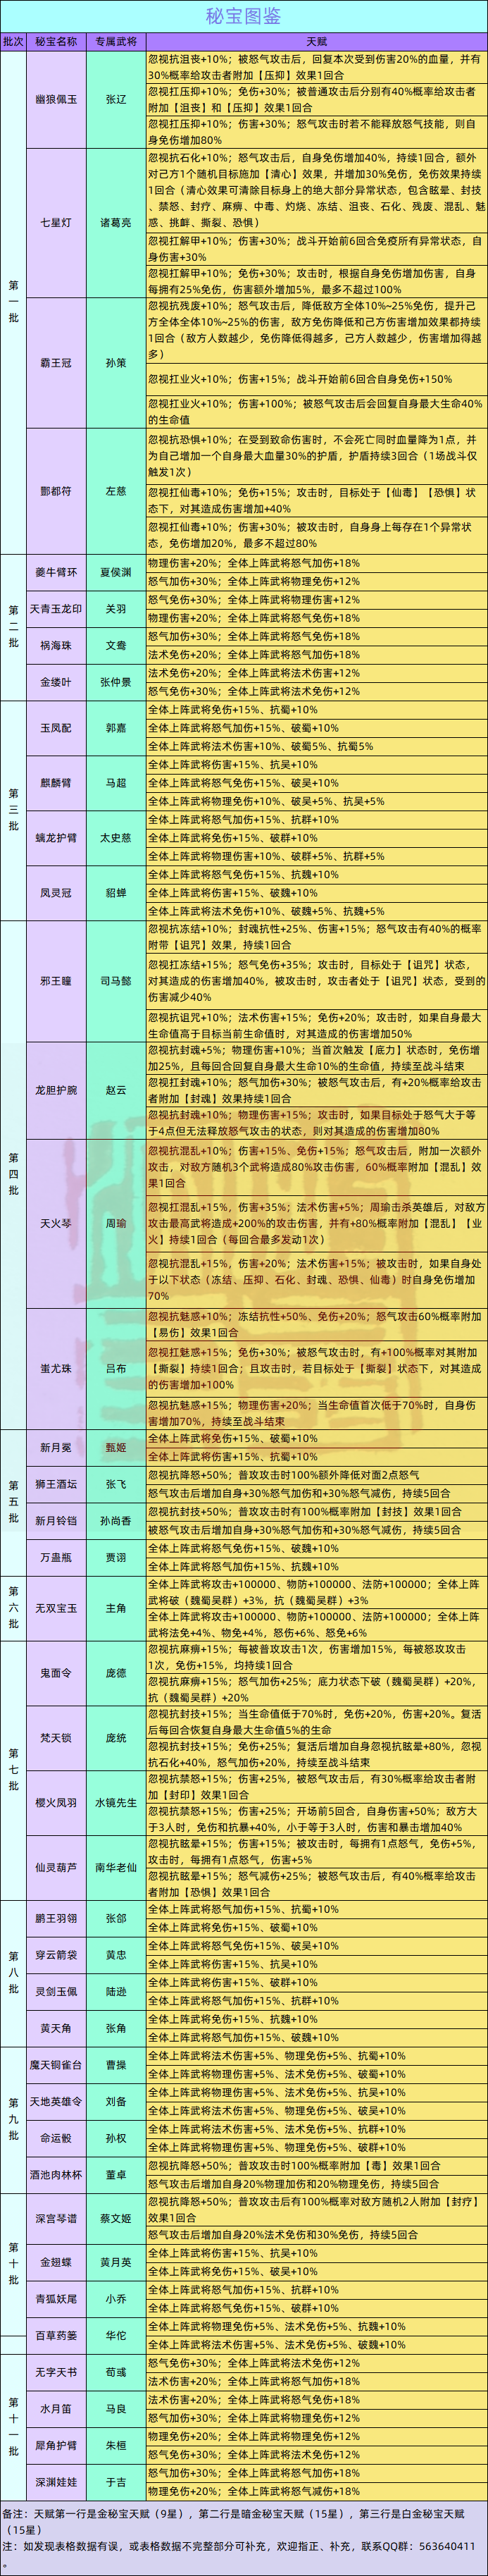 秘宝图鉴
批次 秘宝名称 专属武将 天赋
第一批
幽狼佩玉 张辽
忽视抗沮丧+10%；被怒气攻击后，回复本次受到伤害20%的血量，并有
30%概率给攻击者附加【压抑】效果1回合
忽视扛压抑+10%；免伤+30%；被普通攻击后分别有40%概率给攻击者
附加【沮丧】和【压抑】效果1回合
忽视扛压抑+10%；伤害+30%；怒气攻击时若不能释放怒气技能，则自
身免伤增加80%
七星灯 诸葛亮
忽视抗石化+10%；怒气攻击后，自身免伤增加40%，持续1回合，额外
对己方1个随机目标施加【清心】效果，并增加30%免伤，免伤效果持续
1回合（清心效果可清除目标身上的绝大部分异常状态，包含眩晕、封技
、禁怒、封疗、麻痹、中毒、灼烧、冻结、沮丧、石化、残废、混乱、魅
惑、挑衅、撕裂、恐惧）
忽视扛解甲+10%；伤害+30%；战斗开始前6回合免疫所有异常状态，自
身伤害+30%
忽视扛解甲+10%；免伤+30%；攻击时，根据自身免伤增加伤害，自身
每拥有25%免伤，伤害额外增加5%，最多不超过100%
霸王冠 孙策
忽视抗残废+10%；怒气攻击后，降低敌方全体10%~25%免伤，提升己
方全体全体10%~25%的伤害，敌方免伤降低和己方伤害增加效果都持续
1回合（敌方人数越少，免伤降低得越多，己方人数越少，伤害增加得越
多）
忽视扛业火+10%；伤害+15%；战斗开始前6回合自身免伤+150%
忽视扛业火+10%；伤害+100%；被怒气攻击后会回复自身最大生命40%
的生命值
酆都符 左慈
忽视抗恐惧+10%；在受到致命伤害时，不会死亡同时血量降为1点，并
为自己增加一个自身最大血量30%的护盾，护盾持续3回合（1场战斗仅
触发1次）
忽视扛仙毒+10%；免伤+15%；攻击时，目标处于【仙毒】【恐惧】状
态下，对其造成伤害增加+40%
忽视扛仙毒+10%；伤害+30%；被攻击时，自身身上每存在1个异常状
态，免伤增加20%，最多不超过80%
第二批
夔牛臂环 夏侯渊
物理伤害+20%；全体上阵武将怒气加伤+18%
怒气加伤+30%；全体上阵武将物理免伤+12%
天青玉龙印 关羽
怒气免伤+30%；全体上阵武将物理伤害+12%
物理伤害+20%；全体上阵武将怒气免伤+18%
祸海珠 文鸯
怒气加伤+30%；全体上阵武将怒气免伤+18%
法术免伤+20%；全体上阵武将怒气加伤+18%
金缕叶 张仲景
法术免伤+20%；全体上阵武将法术伤害+12%
怒气免伤+30%；全体上阵武将法术免伤+12%
第三批
玉凤配 郭嘉
全体上阵武将免伤+15%、抗蜀+10%
全体上阵武将怒气加伤+15%、破蜀+10%
全体上阵武将法术伤害+10%、破蜀5%、抗蜀5%
麒麟臂 马超
全体上阵武将伤害+15%、抗吴+10%
全体上阵武将怒气免伤+15%、破吴+10%
全体上阵武将物理免伤+10%、破吴+5%、抗吴+5%
螭龙护臂 太史慈
全体上阵武将怒气加伤+15%、抗群+10%
全体上阵武将免伤+15%、破群+10%
全体上阵武将物理伤害+10%、破群+5%、抗群+5%
凤灵冠 貂蝉
全体上阵武将怒气免伤+15%、抗魏+10%
全体上阵武将伤害+15%、破魏+10%
全体上阵武将法术免伤+10%、破魏+5%、抗魏+5%
第四批
邪王瞳 司马懿
忽视抗冻结+10%；封魂抗性+25%、伤害+15%；怒气攻击有40%的概率
附带【诅咒】效果，持续1回合
忽视扛冻结+15%；怒气免伤+35%；攻击时，目标处于【诅咒】状态，
对其造成的伤害增加40%，被攻击时，攻击者处于【诅咒】状态，受到的
伤害减少40%
忽视抗诅咒+10%；法术伤害+15%；免伤+20%；攻击时，如果自身最大
生命值高于目标当前生命值时，对其造成的伤害增加50%
龙胆护腕 赵云
忽视抗封魂+5%；物理伤害+10%；当首次触发【底力】状态时，免伤增
加25%，且每回合回复自身最大生命10%的生命值，持续至战斗结束
忽视扛封魂+10%；怒气加伤+30%；被怒气攻击后，有+20%概率给攻击
者附加【封魂】效果持续1回合
忽视抗封魂+10%；物理伤害+15%；攻击时，如果目标处于怒气大于等
于4点但无法释放怒气攻击的状态，则对其造成的伤害增加80%
天火琴 周瑜
忽视抗混乱+10%；伤害+15%、免伤+15%；怒气攻击后，附加一次额外
攻击，对敌方随机3个武将造成80%攻击伤害，60%概率附加【混乱】效
果1回合
忽视扛混乱+15%，伤害+35%；法术伤害+5%；周瑜击杀英雄后，对敌方
攻击最高武将造成+200%的攻击伤害，并有+80%概率附加【混乱】【业
火】持续1回合（每回合最多发动1次）
忽视抗混乱+15%，伤害+20%；法术伤害+15%；被攻击时，如果自身处
于以下状态（冻结、压抑、石化、封魂、恐惧、仙毒）时自身免伤增加
70%
蚩尤珠 吕布
忽视抗魅惑+10%；冻结抗性+50%、免伤+20%；怒气攻击60%概率附加
【易伤】效果1回合
忽视扛魅惑+15%；免伤+30%；被怒气攻击时，有+100%概率对其附加
【撕裂】持续1回合；且攻击时，若目标处于【撕裂】状态下，对其造成
的伤害增加+100%
忽视抗魅惑+15%；物理伤害+20%；当生命值首次低于70%时，自身伤
害增加70%，持续至战斗结束
第五批
新月冕 甄姬
全体上阵武将免伤+15%、破蜀+10%
全体上阵武将伤害+15%、抗蜀+10%
狮王酒坛 张飞
忽视抗降怒+50%；普攻攻击时100%额外降低对面2点怒气
怒气攻击后增加自身+30%怒气加伤和+30%怒气减伤，持续5回合
新月铃铛 孙尚香
忽视抗封技+50%；普攻攻击时有100%概率附加【封技】效果1回合
被怒气攻击后增加自身+30%怒气加伤和+30%怒气减伤，持续5回合
万蛊瓶 贾诩
全体上阵武将怒气免伤+15%、破魏+10%
全体上阵武将怒气加伤+15%、抗魏+10%
第六批
无双宝玉 主角
全体上阵武将攻击+100000、物防+100000、法防+100000；全体上阵
武将破（魏蜀吴群）+3%，抗（魏蜀吴群）+3%
全体上阵武将攻击+100000、物防+100000、法防+100000；全体上阵武
将法免+4%、物免+4%，怒伤+6%、怒免+6%
第七批
鬼面令 庞德
忽视抗麻痹+15%；每被普攻攻击1次，伤害增加15%，每被怒攻攻击
1次，免伤+15%，均持续1回合
忽视抗麻痹+15%；怒气加伤+25%；底力状态下破（魏蜀吴群）+20%，
抗（魏蜀吴群）+20%
梵天锁 庞统
忽视抗封技+15%；当生命值低于70%时，免伤+20%，伤害+20%。复活
后每回合恢复自身最大生命值5%的生命
忽视抗封技+15%；免伤+25%；复活后增加自身忽视抗眩晕+80%，忽视
抗石化+40%，怒气加伤+20%，持续至战斗结束
樱火凤羽 水镜先生
忽视抗禁怒+15%；伤害+25%，被怒气攻击后，有30%概率给攻击者附
加【封印】效果1回合
忽视抗禁怒+15%；伤害+25%；开场前5回合，自身伤害+50%；敌方大
于3人时，免伤和抗暴+40%，小于等于3人时，伤害和暴击增加40%
仙灵葫芦 南华老仙
忽视抗眩晕+15%；伤害+15%；被攻击时，每拥有1点怒气，免伤+5%，
攻击时，每拥有1点怒气，伤害+5%
忽视抗眩晕+15%；怒气减伤+25%；被怒气攻击后，有40%概率给攻击
者附加【恐惧】效果1回合
第八批
鹏王羽翎 张郃
全体上阵武将怒气加伤+15%、抗蜀+10%
全体上阵武将免伤+15%、破蜀+10%
穿云箭袋 黄忠
全体上阵武将怒气免伤+15%、破吴+10%
全体上阵武将伤害+15%、抗吴+10%
灵剑玉佩 陆逊
全体上阵武将伤害+15%、破群+10%
全体上阵武将怒气加伤+15%、抗群+10%
黄天角 张角
全体上阵武将免伤+15%、抗魏+10%
全体上阵武将怒气加伤+15%、破魏+10%
第九批
魔天铜雀台 曹操
全体上阵武将法术伤害+5%、物理免伤+5%、抗蜀+10%
全体上阵武将物理伤害+5%、法术免伤+5%、破蜀+10%
天地英雄令 刘备
全体上阵武将物理伤害+5%、法术免伤+5%、抗吴+10%
全体上阵武将法术伤害+5%、物理免伤+5%、破吴+10%
命运骰 孙权
全体上阵武将法术伤害+5%、法术免伤+5%、抗群+10%
全体上阵武将物理伤害+5%、物理免伤+5%、破群+10%
酒池肉林杯 董卓
忽视抗降怒+50%；普攻攻击时100%概率附加【毒】效果1回合
怒气攻击后增加自身20%物理加伤和20%物理免伤，持续5回合
第十批
深宫琴谱 蔡文姬
忽视抗降怒+50%；普攻攻击后有100%概率对敌方随机2人附加【封疗】
效果1回合
怒气攻击后增加自身20%法术免伤和30%免伤，持续5回合
金翅蝶 黄月英
全体上阵武将伤害+15%、抗吴+10%
全体上阵武将免伤+15%、破吴+10%
青狐妖尾 小乔
全体上阵武将怒气加伤+15%、抗群+10%
全体上阵武将怒气免伤+15%、破群+10%
百草药篓 华佗
全体上阵武将物理免伤+5%、法术免伤+5%、抗魏+10%
全体上阵武将法术伤害+5%、法术免伤+5%、破魏+10%
第十一批
无字天书 荀彧
怒气免伤+30%；全体上阵武将法术免伤+12%
法术伤害+20%；全体上阵武将怒气加伤+18%
水月笛 马良
法术伤害+20%；全体上阵武将怒气免伤+18%
怒气加伤+30%；全体上阵武将物理免伤+12%
犀角护臂 朱桓
物理免伤+20%；全体上阵武将物理免伤+12%
怒气免伤+30%；全体上阵武将法术免伤+12%
深渊娃娃 于吉
怒气加伤+30%；全体上阵武将怒气加伤+18%
物理免伤+20%；全体上阵武将怒气减伤+18%
备注：天赋第一行是金秘宝天赋（9星），第二行是暗金秘宝天赋（15星），第三行是白金秘宝天赋
（15星）
注：如发现表格数据有误，或表格数据不完整部分可补充，欢迎指正、补充，联系QQ群：563640411
。